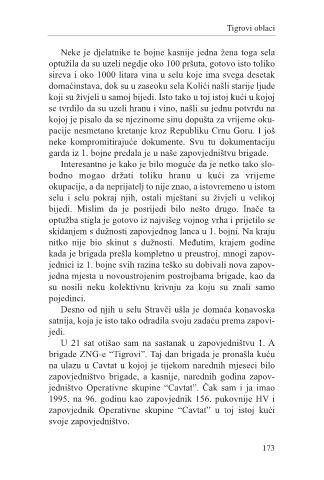 Tigrovi oblaci
Neke je djelatnike te bojne kasnije jedna žena toga sela
optužila da su uzeli negdje oko 100 pršuta, gotovo isto toliko
sireva i oko 1000 litara vina u selu koje ima svega desetak
domaćinstava, dok su u zaseoku sela Kolići našli starije ljude
koji su živjeli u samoj bijedi. Isto tako u toj istoj kući u kojoj
se tvrdilo da su uzeli hranu i vino, našli su jednu potvrdu na
kojoj je pisalo da se njezinome sinu dopušta za vrijeme oku-
pacije nesmetano kretanje kroz Republiku Crnu Goru. I još
neke kompromitirajuće dokumente. Svu tu dokumentaciju
garda iz 1. bojne predala je u naše zapovjedništvu brigade.
Interesantno je kako je bilo moguće da je netko tako slo-
bodno mogao držati toliku hranu u kući za vrijeme
okupacije, a da neprijatelj to nije znao, a istovremeno u istom
selu i selu pokraj njih, ostali mještani su živjeli u velikoj
bijedi. Mislim da je posrijedi bilo nešto drugo. Inače ta
optužba stigla je gotovo iz najvišeg vojnog vrha i prijetilo se
skidanjem s dužnosti zapovjednog lanca u 1. bojni. Na kraju
nitko nije bio skinut s dužnosti. Međutim, krajem godine
kada je brigada prešla kompletno u preustroj, mnogi zapov-
jednici iz 1. bojne svih razina teško su dobivali nova zapov-
jedna mjesta u novoustrojenim postrojbama brigade, kao da
su nosili neku kolektivnu krivnju za koju su znali samo
pojedinci.
Desno od njih u selu Stravči ušla je domaća konavoska
satnija, koja je isto tako odradila svoju zadaću prema zapovi-
jedi.
U 21 sat otišao sam na sastanak u zapovjedništvu 1. A
brigade ZNG-e “Tigrovi”. Taj dan brigada je pronašla kuću
na ulazu u Cavtat u kojoj je tijekom narednih mjeseci bilo
zapovjedništvo brigade, a kasnije, narednih godina zapov-
jedništvo Operativne skupine “Cavtat”. Čak sam i ja imao
1995. na 96. godinu kao zapovjednik 156. pukovnije HV i
zapovjednik Operativne skupine “Cavtat” u toj istoj kući
svoje zapovjedništvo.
173